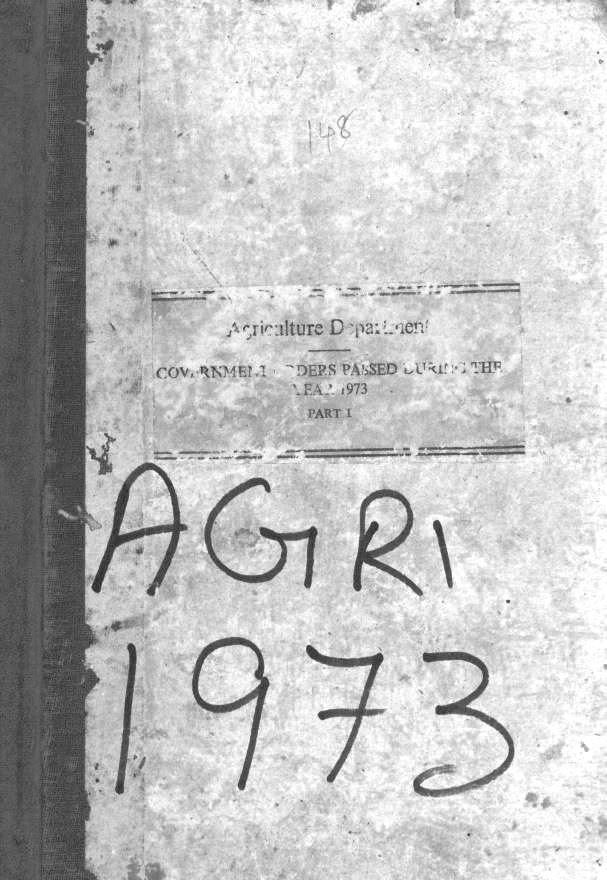 148
Agriculture Department
GOVERNMENT ORDERS PASSED DURING THE
YEAR 1973
PART I
AGRI
1973